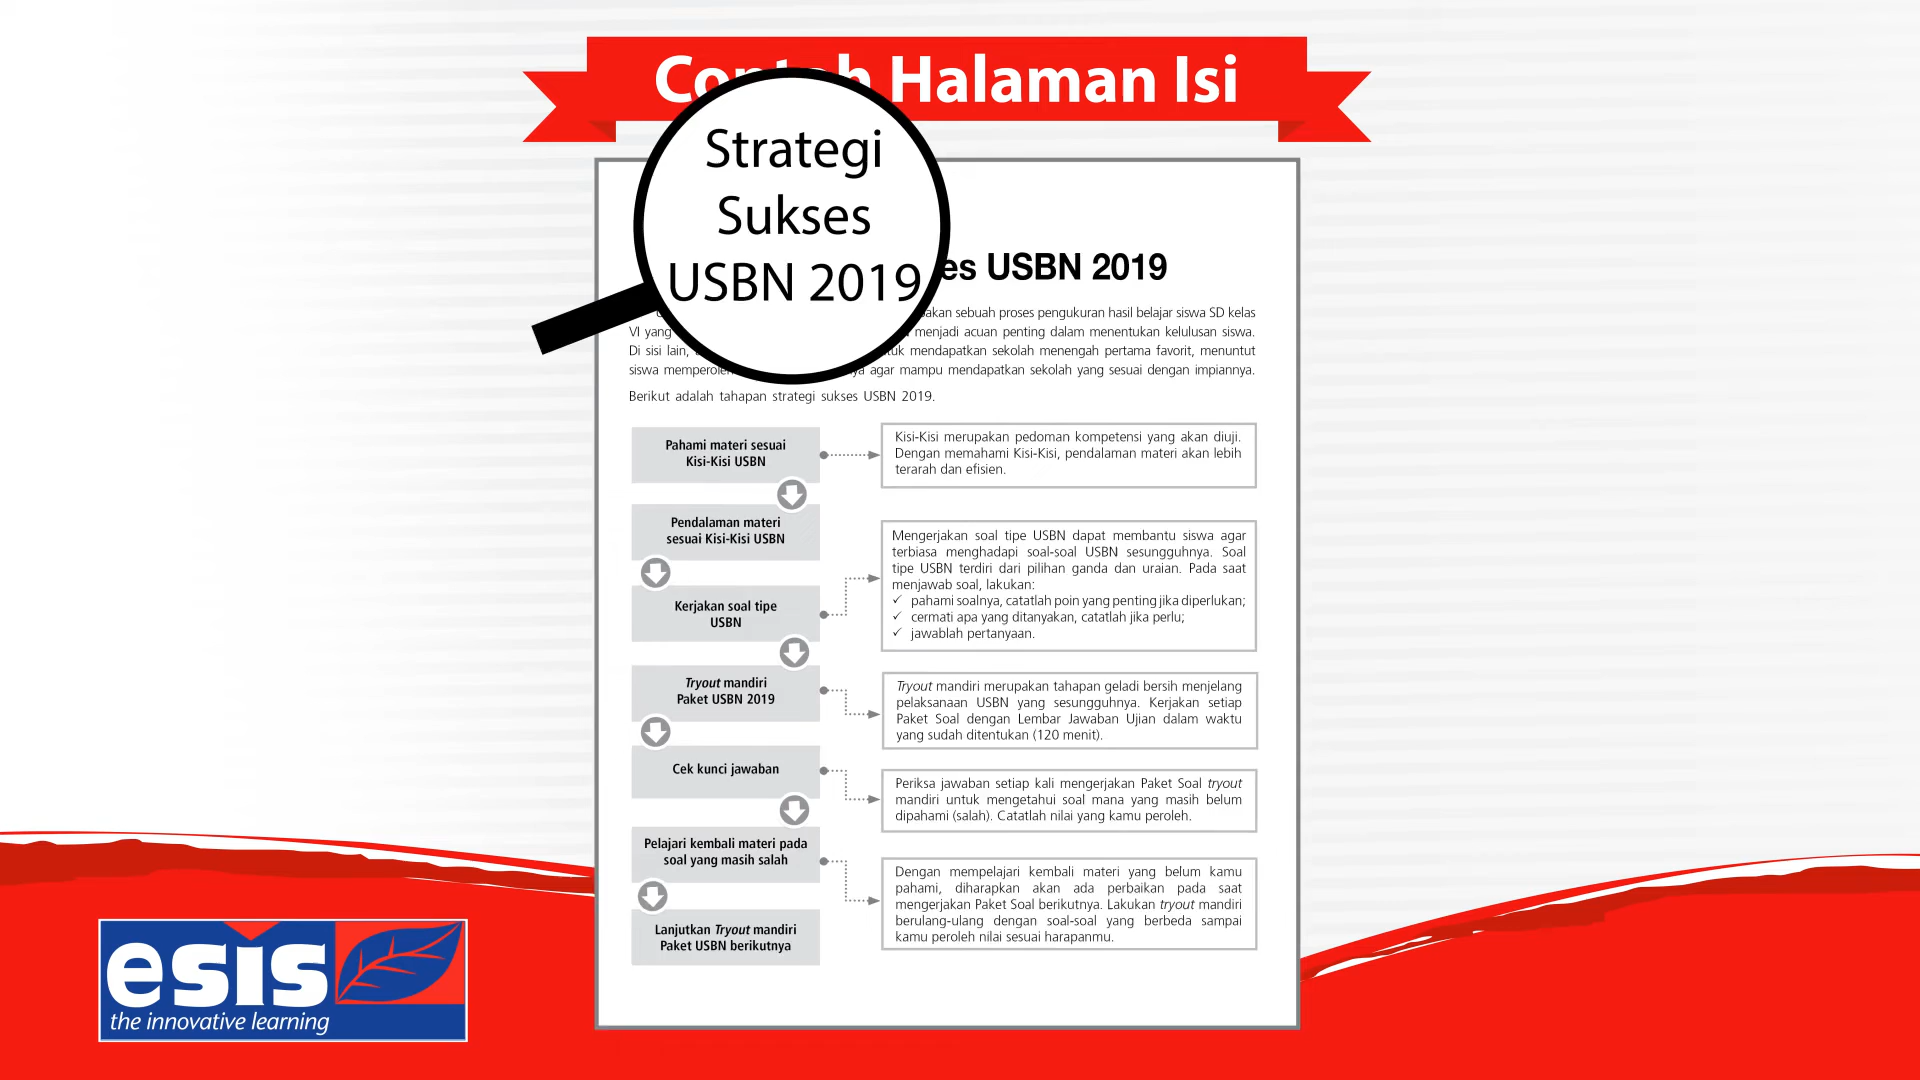 Halaman Isi
Strategi
Sukses
USBN 2019
USBN 2019
sebuah proses pengukuran hasil belajar siswa SD kelas
VI yang menjadi acuan penting dalam menentukan kelulusan siswa.
Di sisi lain, mendapatkan sekolah menengah pertama favorit, menuntut
siswa agar mampu mendapatkan sekolah yang sesuai dengan impiannya.
Berikut adalah tahapan strategi sukses USBN 2019.
Pahami materi sesuai
Kisi-Kisi USBN
Kisi-Kisi merupakan pedoman kompetensi yang akan diuji.
Dengan memahami Kisi-Kisi, pendalaman materi akan lebih
terarah dan efisien.
Pendalaman materi
sesuai Kisi-Kisi USBN
Kerjakan soal tipe
USBN
Mengerjakan soal tipe USBN dapat membantu siswa agar
terbiasa menghadapi soal-soal USBN sesungguhnya. Soal
tipe USBN terdiri dari pilihan ganda dan uraian. Pada saat
menjawab soal, lakukan:
✓ pahami soalnya, catatlah poin yang penting jika diperlukan;
✓ cermati apa yang ditanyakan, catatlah jika perlu;
✓ jawablah pertanyaan.
Tryout mandiri
Paket USBN 2019
Tryout mandiri merupakan tahapan geladi bersih menjelang
pelaksanaan USBN yang sesungguhnya. Kerjakan setiap
Paket Soal dengan Lembar Jawaban Ujian dalam waktu
yang sudah ditentukan (120 menit).
Cek kunci jawaban
Periksa jawaban setiap kali mengerjakan Paket Soal tryout
mandiri untuk mengetahui soal mana yang masih belum
dipahami (salah). Catatlah nilai yang kamu peroleh.
Pelajari kembali materi pada
soal yang masih salah
Dengan mempelajari kembali materi yang belum kamu
pahami, diharapkan akan ada perbaikan pada saat
mengerjakan Paket Soal berikutnya. Lakukan tryout mandiri
berulang-ulang dengan soal-soal yang berbeda sampai
kamu peroleh nilai sesuai harapanmu.
Lanjutkan Tryout mandiri
Paket USBN berikutnya
esis
the innovative learning